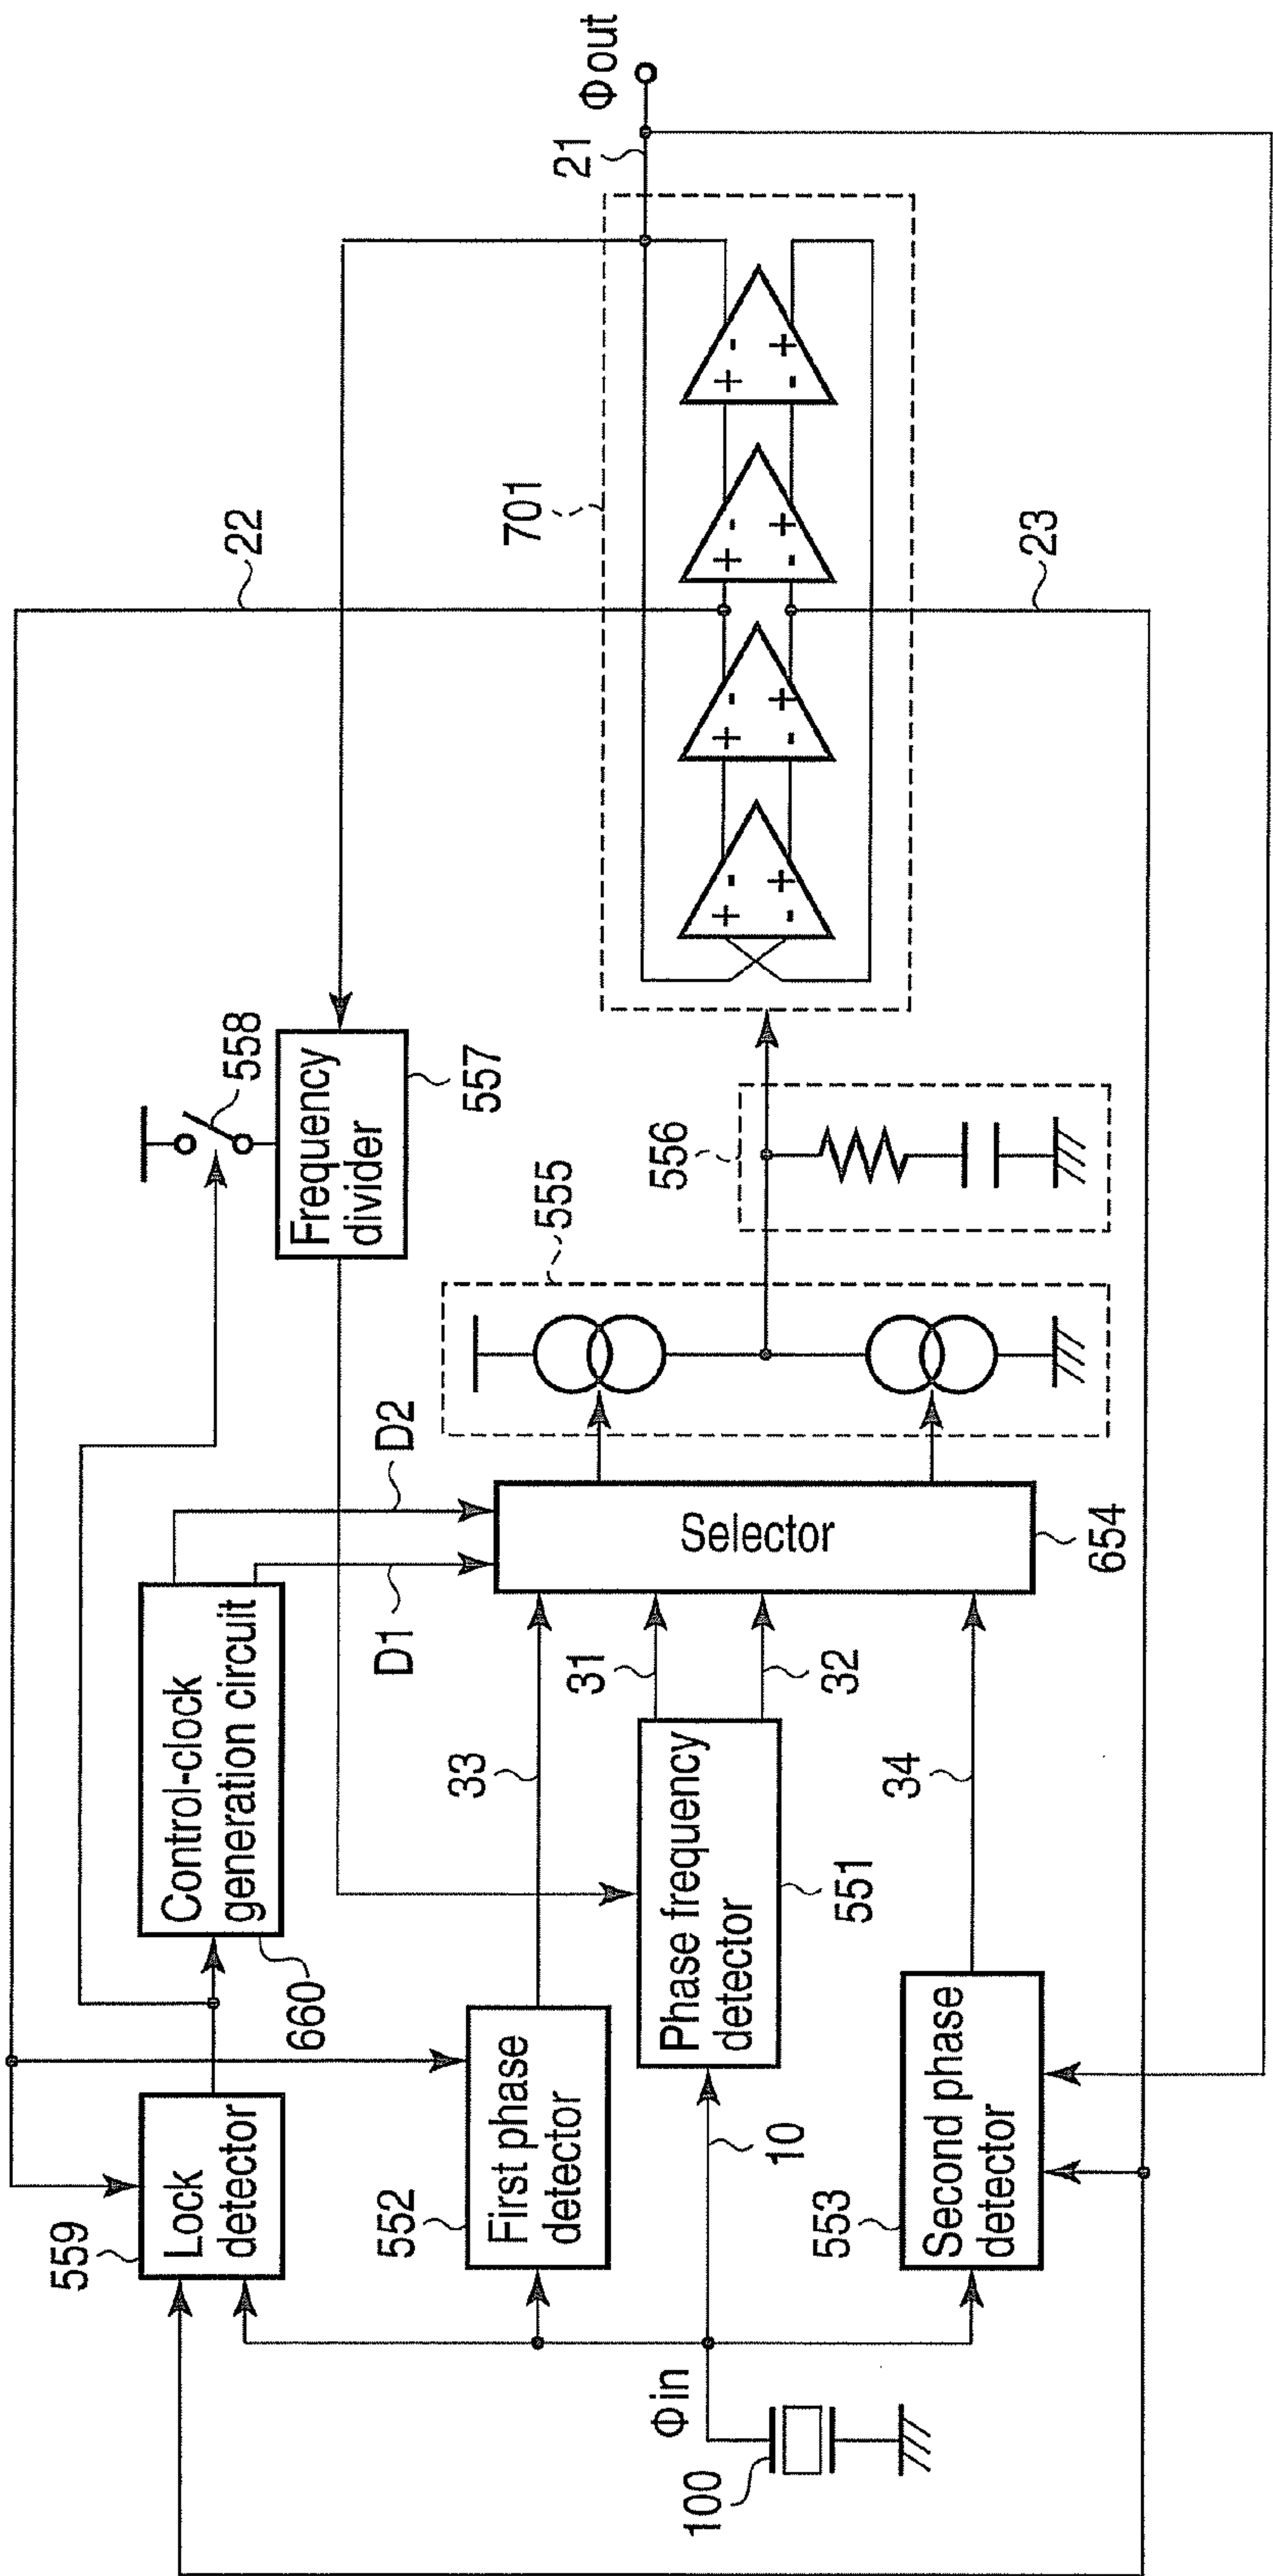 22
Φout
21
558
Frequency
divider
557
701
D2
D1
Control-clock
generation circuit
660
555
556
23
Lock
detector
559
33
31
32
Selector
654
First phase
detector
552
Phase frequency
detector
551
34
Φin
10
100
Second phase
detector
553
+ -
- +
+ -
- +
+ -
- +
+ -
- +